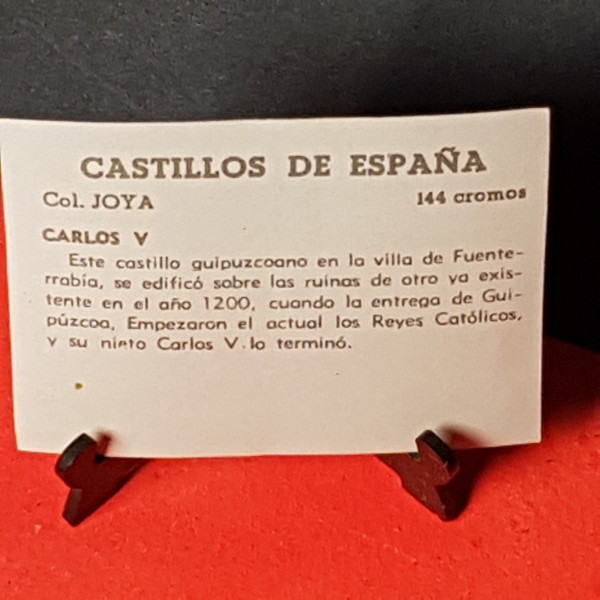 CASTILLOS DE ESPAÑA
Col. JOYA 144 cromos
CARLOS V
Este castillo guipuzcoano en la villa de Fuente-
rrabía, se edificó sobre las ruinas de otro ya exis-
tente en el año 1200, cuando la entrega de Gui-
púzcoa, Empezaron el actual los Reyes Católicos,
y su nieto Carlos V. lo terminó.